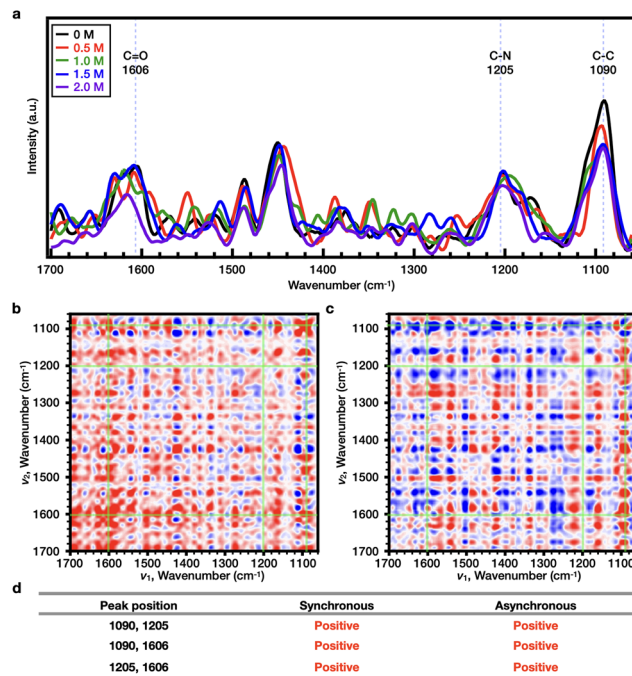 a
0 M
0.5 M
1.0 M
1.5 M
2.0 M
C=O
1606
C-N
1205
C-C
1090
Intensity (a.u.)
1700 1600 1500 1400 1300 1200 1100
Wavenumber (cm⁻¹)
b
1100
1200
1300
1400
1500
1600
1700
ν₂, Wavenumber (cm⁻¹)
1700 1600 1500 1400 1300 1200 1100
ν₁, Wavenumber (cm⁻¹)
c
1100
1200
1300
1400
1500
1600
1700
ν₂, Wavenumber (cm⁻¹)
1700 1600 1500 1400 1300 1200 1100
ν₁, Wavenumber (cm⁻¹)
d
Peak position Synchronous Asynchronous
1090, 1205 Positive Positive
1090, 1606 Positive Positive
1205, 1606 Positive Positive